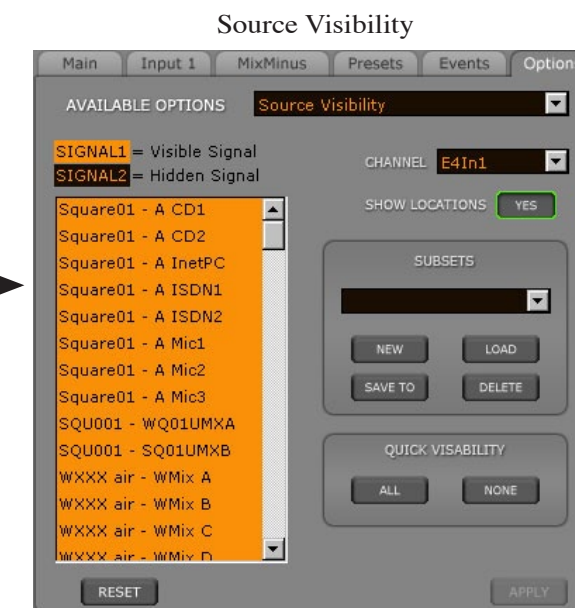 Source Visibility
Main Input 1 MixMinus Presets Events Option
AVAILABLE OPTIONS Source Visibility
SIGNAL1 = Visible Signal
SIGNAL2 = Hidden Signal
CHANNEL E4In1
SHOW LOCATIONS YES
Square01 - A CD1
Square01 - A CD2
Square01 - A InetPC
Square01 - A ISDN1
Square01 - A ISDN2
Square01 - A Mic1
Square01 - A Mic2
Square01 - A Mic3
SQU001 - WQ01UMXA
SQU001 - SQ01UMXB
WXXX air - WMix A
WXXX air - WMix B
WXXX air - WMix C
WXXX air - WMix D
SUBSETS
NEW LOAD
SAVE TO DELETE
QUICK VISABILITY
ALL NONE
RESET APPLY